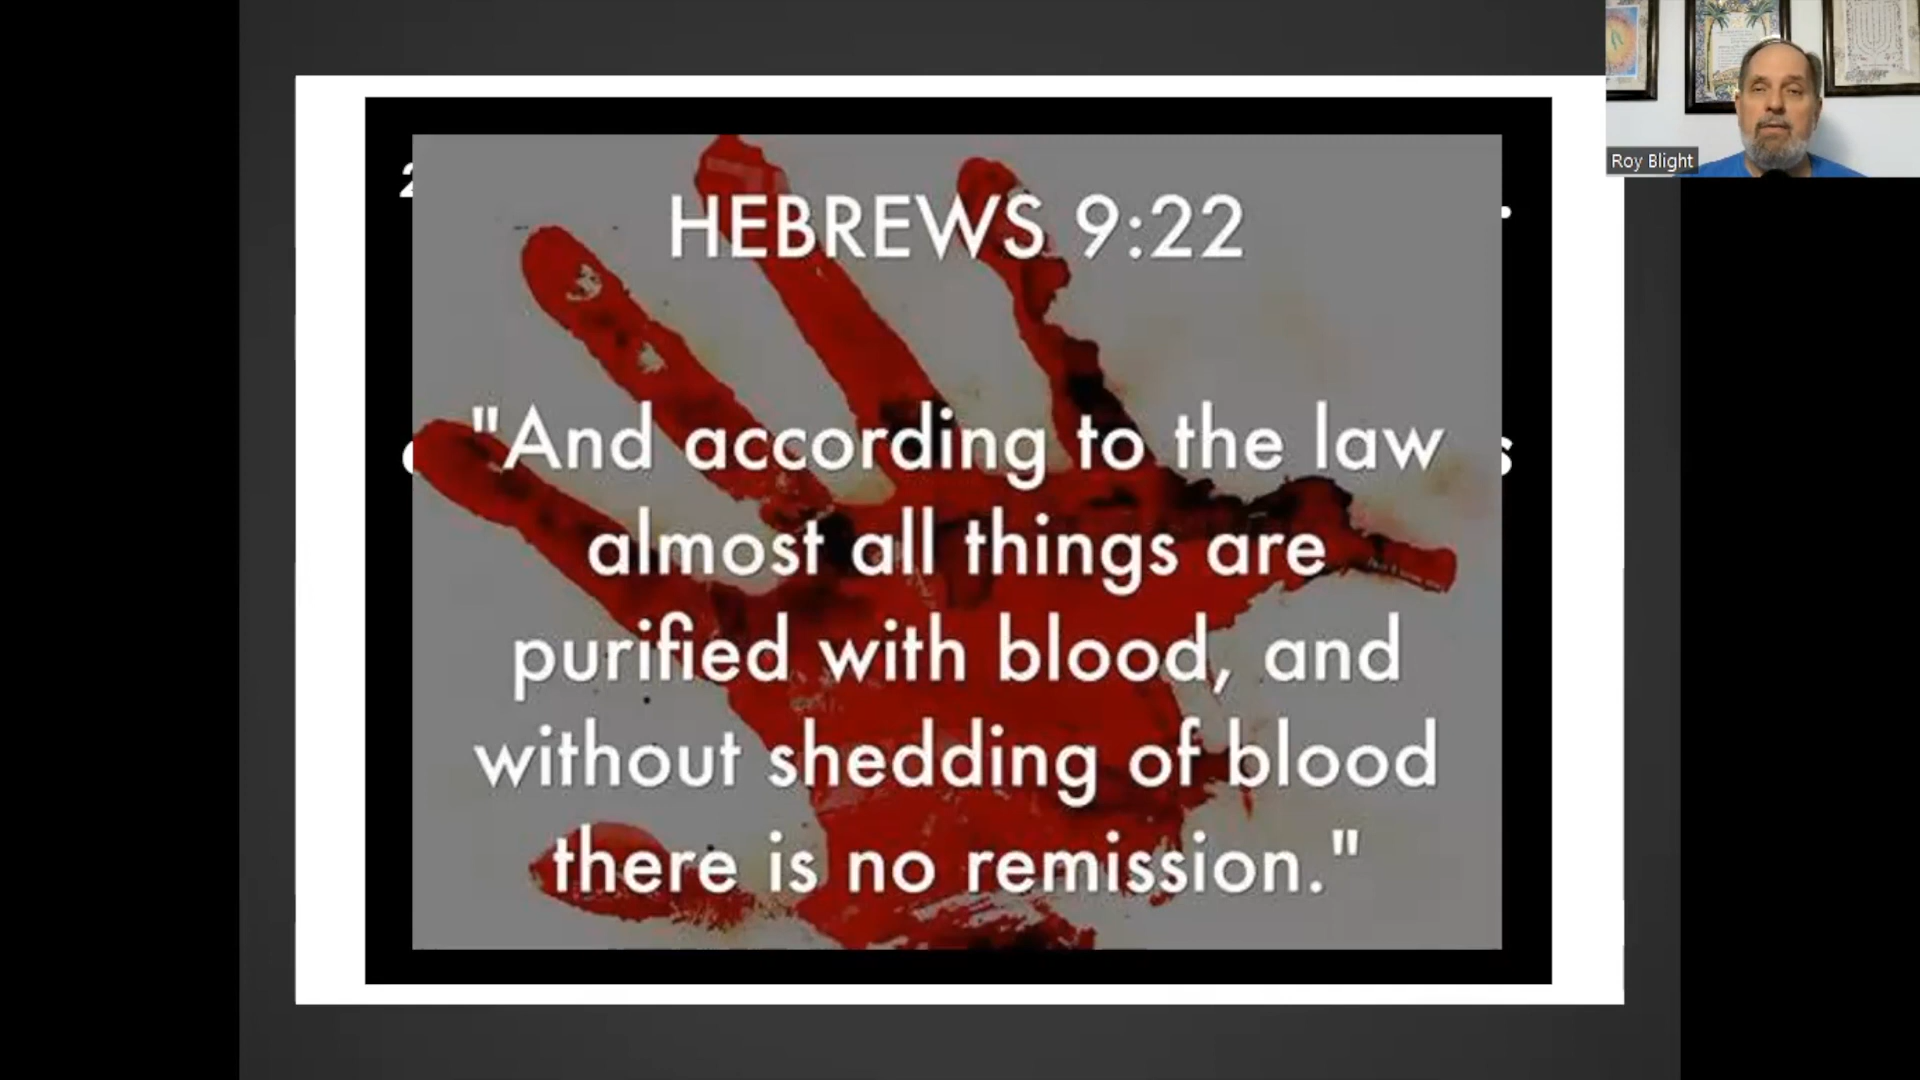 Roy Blight
HEBREWS 9:22
"And according to the law
almost all things are
purified with blood, and
without shedding of blood
there is no remission."